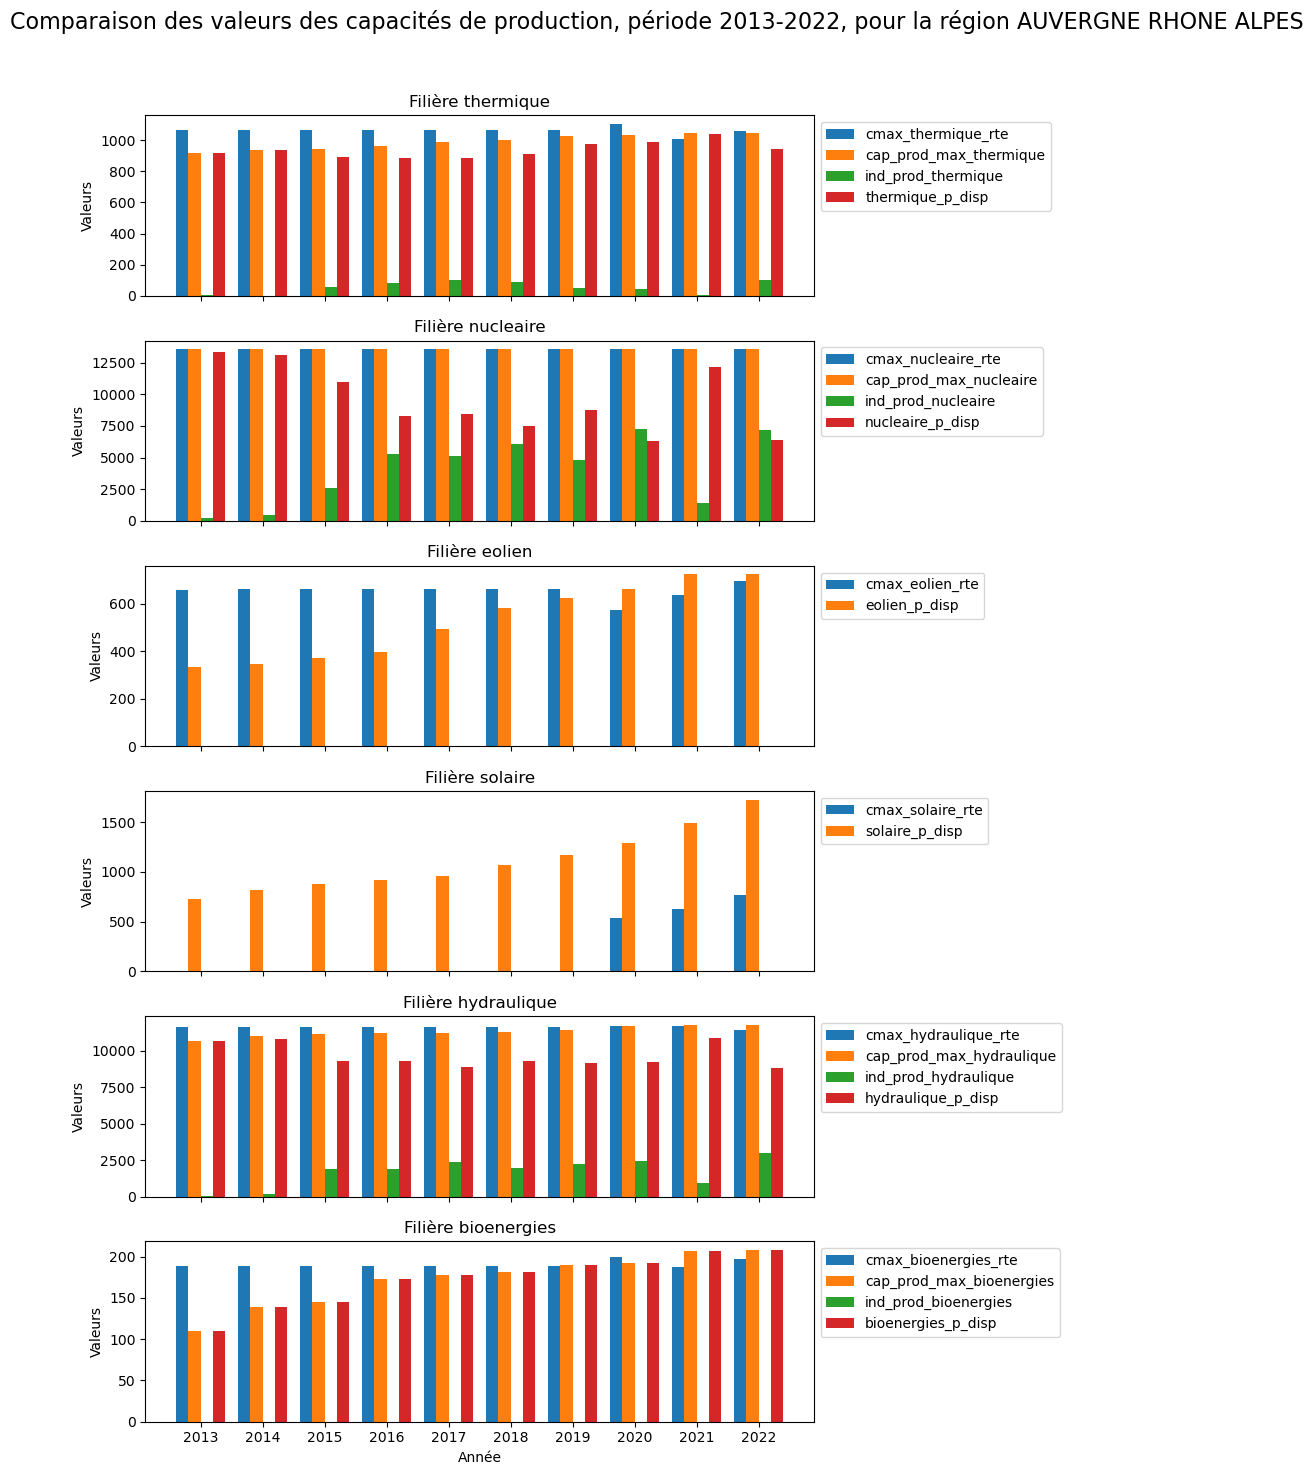 Comparaison des valeurs des capacités de production, période 2013-2022, pour la région AUVERGNE RHONE ALPES
Filière thermique
1000
800
600
400
200
0
Valeurs
cmax_thermique_rte
cap_prod_max_thermique
ind_prod_thermique
thermique_p_disp
Filière nucleaire
12500
10000
7500
5000
2500
0
Valeurs
cmax_nucleaire_rte
cap_prod_max_nucleaire
ind_prod_nucleaire
nucleaire_p_disp
Filière eolien
600
400
200
0
Valeurs
cmax_eolien_rte
eolien_p_disp
Filière solaire
1500
1000
500
0
Valeurs
cmax_solaire_rte
solaire_p_disp
Filière hydraulique
10000
7500
5000
2500
0
Valeurs
cmax_hydraulique_rte
cap_prod_max_hydraulique
ind_prod_hydraulique
hydraulique_p_disp
Filière bioenergies
200
150
100
50
0
Valeurs
cmax_bioenergies_rte
cap_prod_max_bioenergies
ind_prod_bioenergies
bioenergies_p_disp
2013 2014 2015 2016 2017 2018 2019 2020 2021 2022
Année